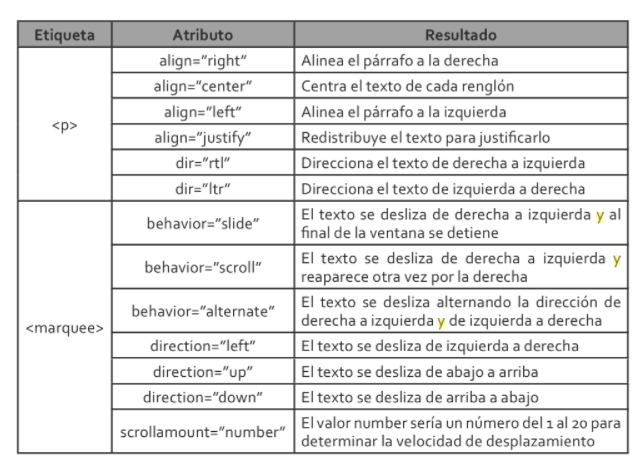 Etiqueta Atributo Resultado
<p>
align="right" Alinea el párrafo a la derecha
align="center" Centra el texto de cada renglón
align="left" Alinea el párrafo a la izquierda
align="justify" Redistribuye el texto para justificarlo
dir="rtl" Direcciona el texto de derecha a izquierda
dir="ltr" Direcciona el texto de izquierda a derecha
<marquee>
behavior="slide" El texto se desliza de derecha a izquierda y al
final de la ventana se detiene
behavior="scroll" El texto se desliza de derecha a izquierda y
reaparece otra vez por la derecha
behavior="alternate" El texto se desliza alternando la dirección de
derecha a izquierda y de izquierda a derecha
direction="left" El texto se desliza de izquierda a derecha
direction="up" El texto se desliza de abajo a arriba
direction="down" El texto se desliza de arriba a abajo
scrollamount="number" El valor number sería un número del 1 al 20 para
determinar la velocidad de desplazamiento